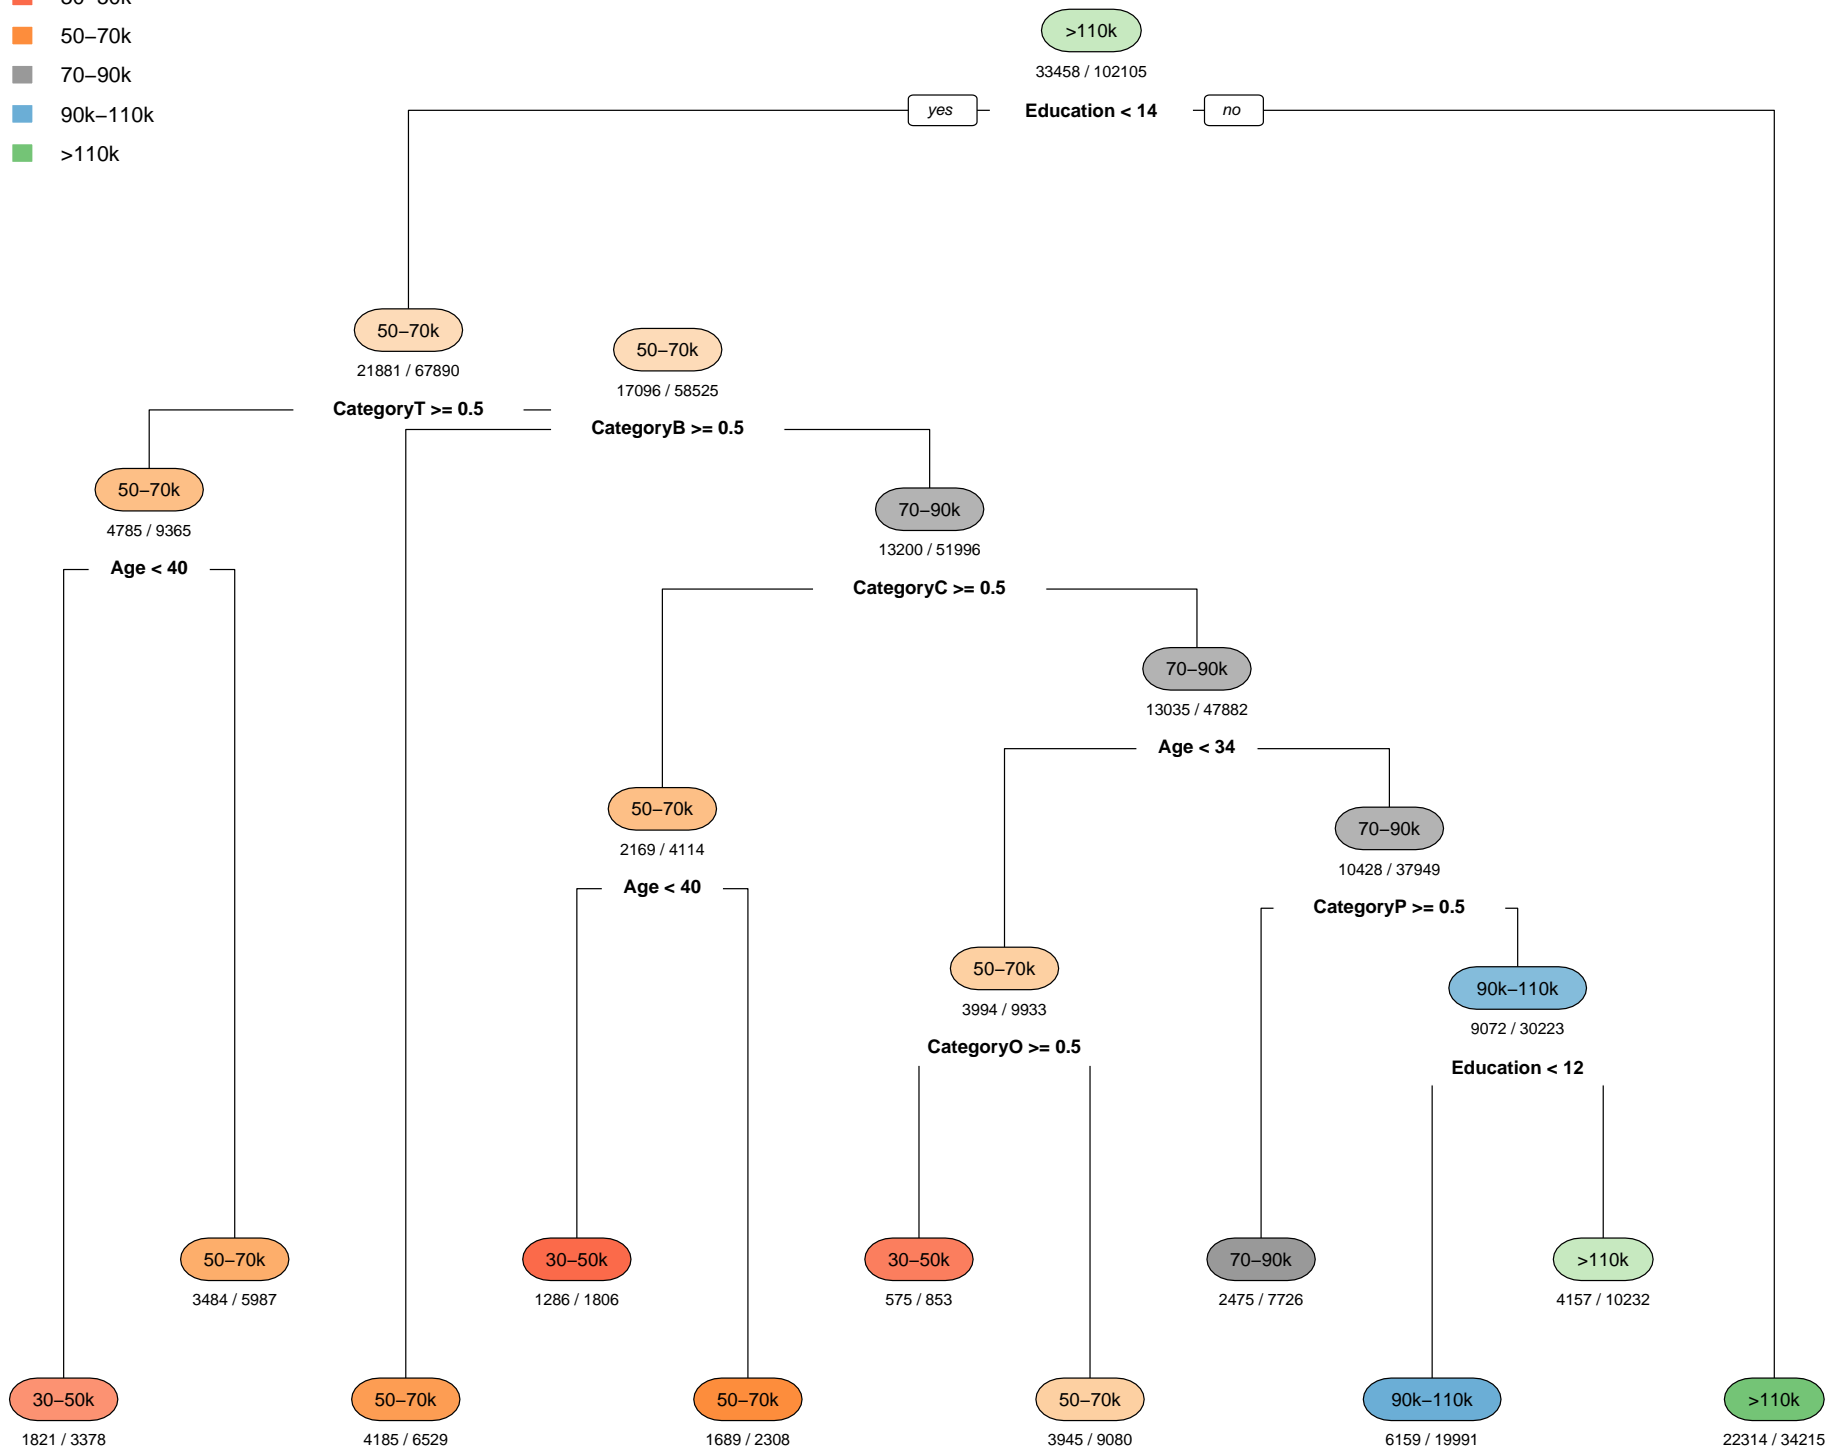 50–70k
70–90k
90k–110k
>110k
>110k
33458 / 102105
yes
Education < 14
no
50–70k
21881 / 67890
CategoryT >= 0.5
50–70k
17096 / 58525
CategoryB >= 0.5
50–70k
4785 / 9365
Age < 40
70–90k
13200 / 51996
CategoryC >= 0.5
70–90k
13035 / 47882
Age < 34
50–70k
2169 / 4114
Age < 40
70–90k
10428 / 37949
CategoryP >= 0.5
50–70k
3994 / 9933
CategoryO >= 0.5
90k–110k
9072 / 30223
Education < 12
50–70k
3484 / 5987
30–50k
1286 / 1806
30–50k
575 / 853
70–90k
2475 / 7726
>110k
4157 / 10232
30–50k
1821 / 3378
50–70k
4185 / 6529
50–70k
1689 / 2308
50–70k
3945 / 9080
90k–110k
6159 / 19991
>110k
22314 / 34215